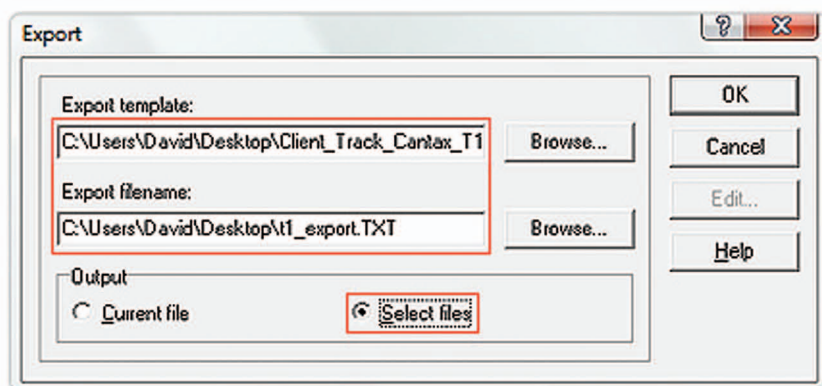 Export
Export template:
C:\Users\David\Desktop\Client_Track_Cantax_T1
Browse...
Export filename:
C:\Users\David\Desktop\t1_export.TXT
Browse...
Output
Current file
Select files
OK
Cancel
Edit...
Help